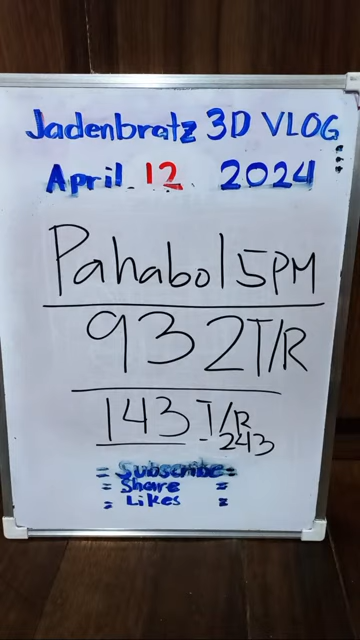 Jadenbratz 3D VLOG
April. 12. 2024
Pahabol 5PM
932 T/R
143 T/R
243
= Subscribe =
= Share =
= Likes =